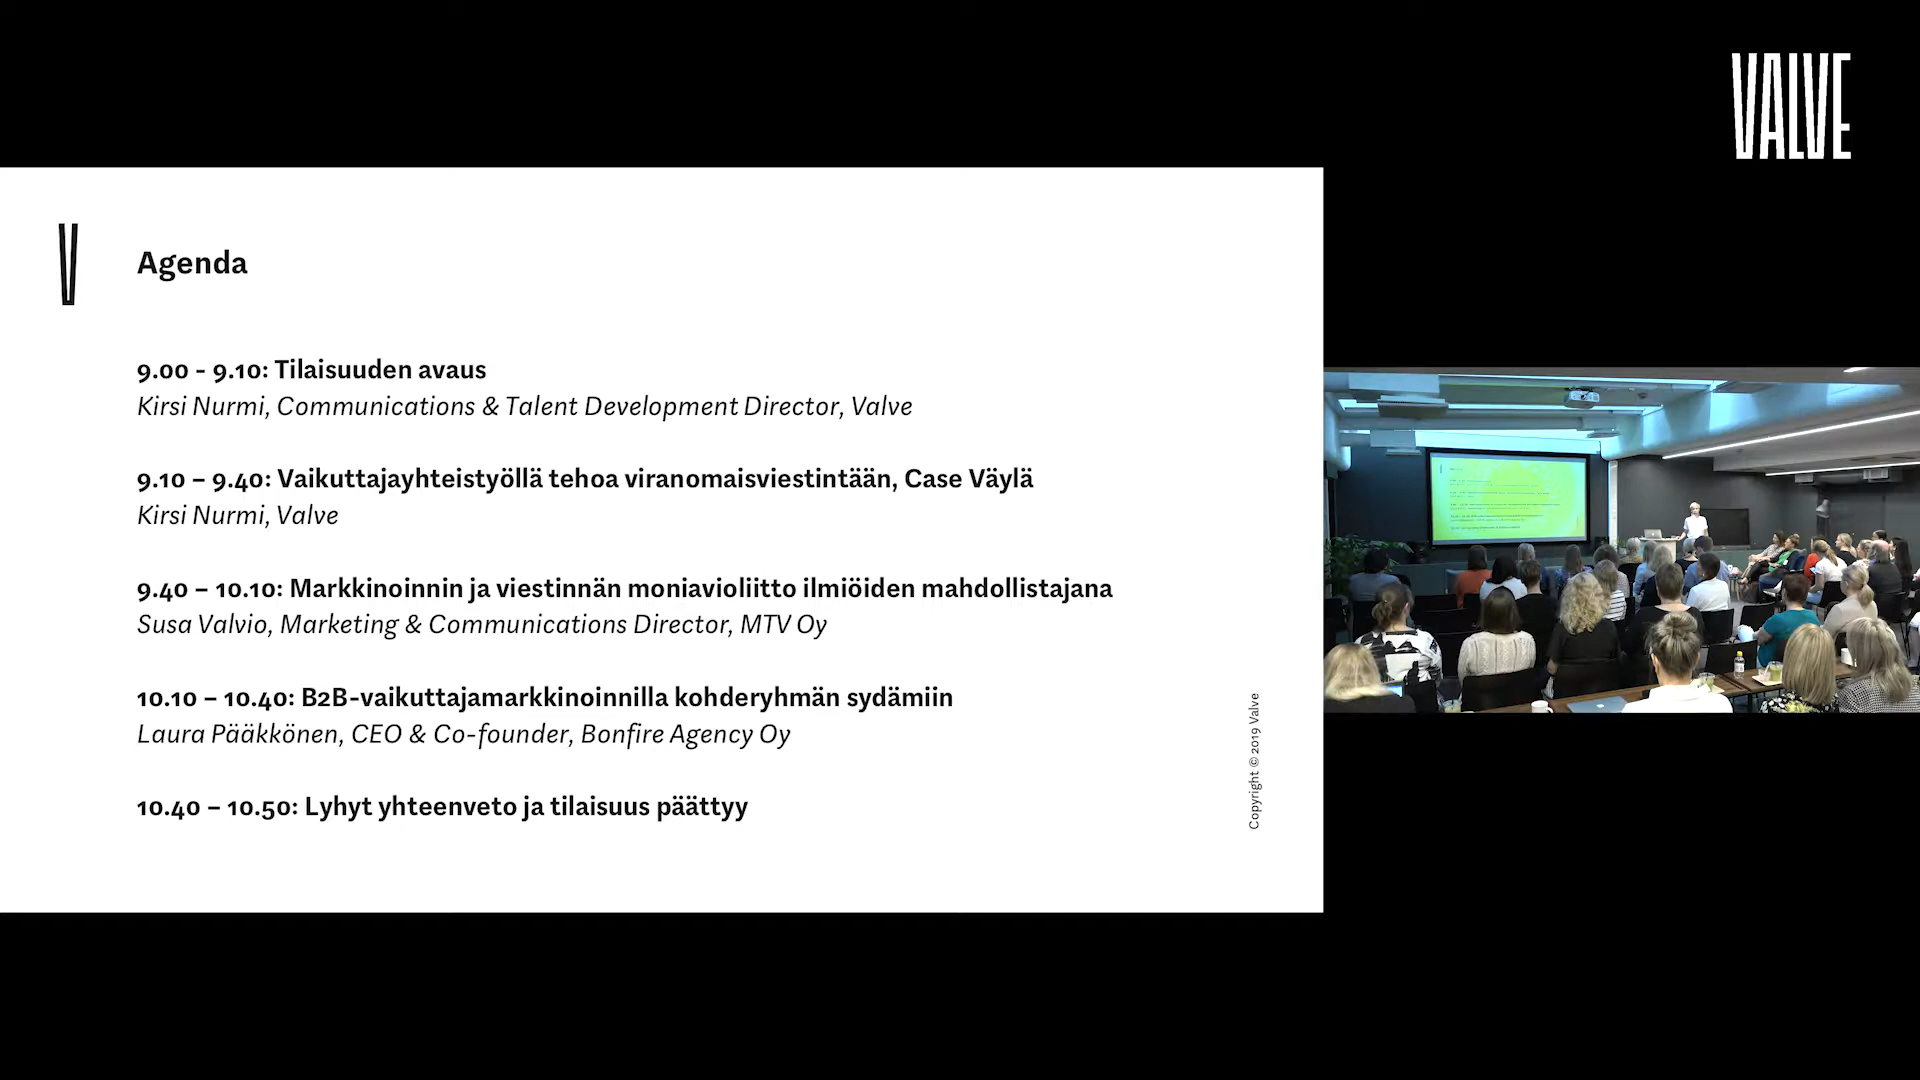 VALVE
V
Agenda
9.00 - 9.10: Tilaisuuden avaus
Kirsi Nurmi, Communications & Talent Development Director, Valve
9.10 – 9.40: Vaikuttajayhteistyöllä tehoa viranomaisviestintään, Case Väylä
Kirsi Nurmi, Valve
9.40 – 10.10: Markkinoinnin ja viestinnän moniavioliitto ilmiöiden mahdollistajana
Susa Valvio, Marketing & Communications Director, MTV Oy
10.10 – 10.40: B2B-vaikuttajamarkkinoinnilla kohderyhmän sydämiin
Laura Pääkkönen, CEO & Co-founder, Bonfire Agency Oy
10.40 – 10.50: Lyhyt yhteenveto ja tilaisuus päättyy
Copyright © 2019 Valve